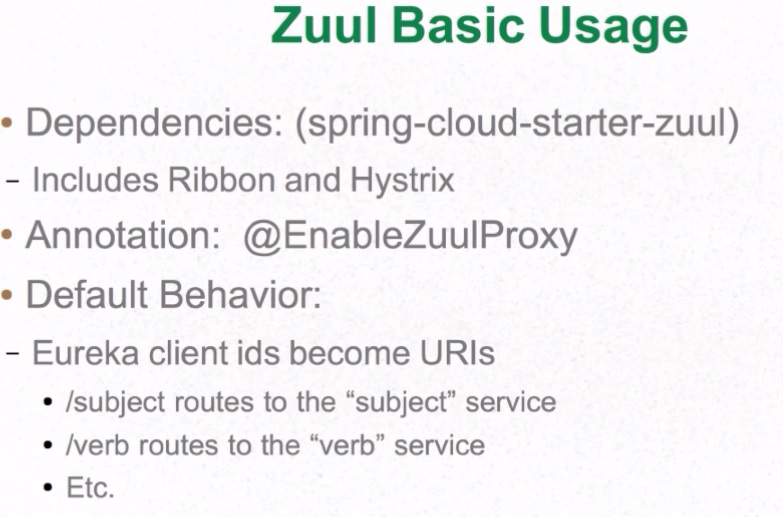 Zuul Basic Usage
• Dependencies: (spring-cloud-starter-zuul)
– Includes Ribbon and Hystrix
• Annotation: @EnableZuulProxy
• Default Behavior:
– Eureka client ids become URIs
• /subject routes to the “subject” service
• /verb routes to the “verb” service
• Etc.